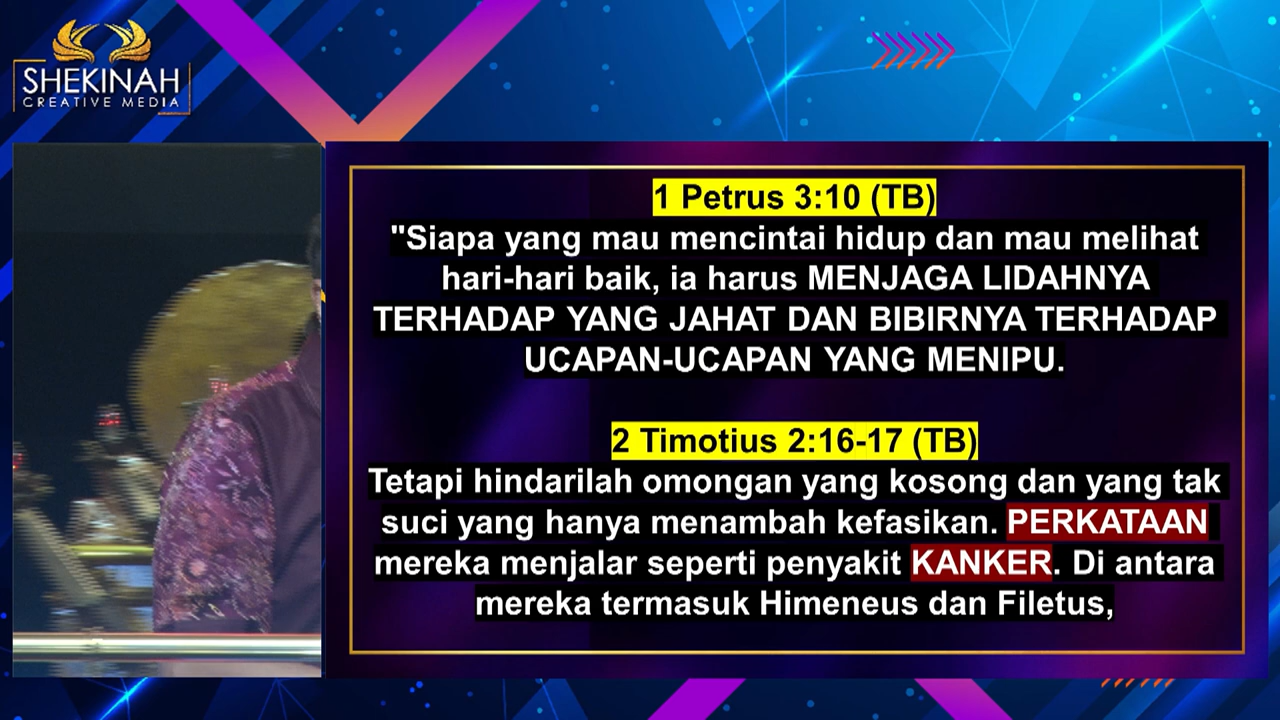 SHEKINAH
CREATIVE MEDIA
1 Petrus 3:10 (TB)
"Siapa yang mau mencintai hidup dan mau melihat
hari-hari baik, ia harus MENJAGA LIDAHNYA
TERHADAP YANG JAHAT DAN BIBIRNYA TERHADAP
UCAPAN-UCAPAN YANG MENIPU.
2 Timotius 2:16-17 (TB)
Tetapi hindarilah omongan yang kosong dan yang tak
suci yang hanya menambah kefasikan. PERKATAAN
mereka menjalar seperti penyakit KANKER. Di antara
mereka termasuk Himeneus dan Filetus,